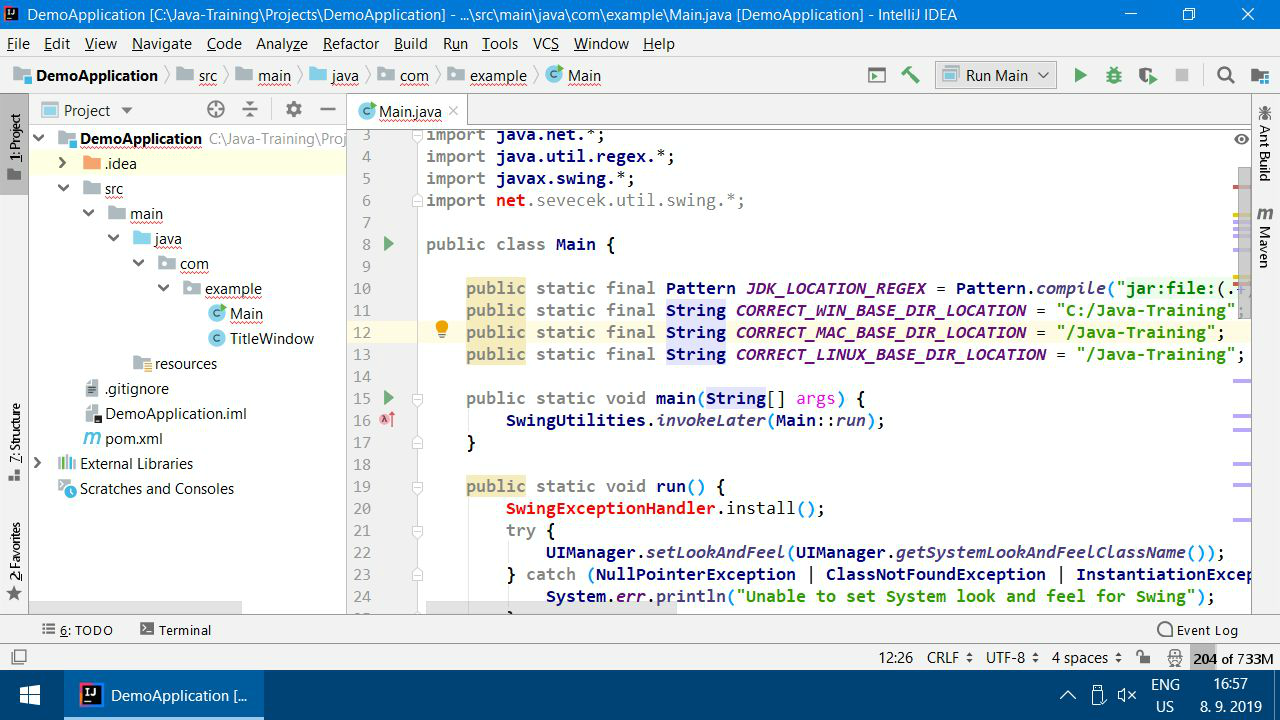 DemoApplication [C:\Java-Training\Projects\DemoApplication] - ...\src\main\java\com\example\Main.java [DemoApplication] - IntelliJ IDEA
File Edit View Navigate Code Analyze Refactor Build Run Tools VCS Window Help
DemoApplication src main java com example Main Run Main
1: Project
7: Structure
2: Favorites
Project
DemoApplication C:\Java-Training\Proj
.idea
src
main
java
com
example
Main
TitleWindow
resources
.gitignore
DemoApplication.iml
pom.xml
External Libraries
Scratches and Consoles
Main.java
3 import java.net.*;
4 import java.util.regex.*;
5 import javax.swing.*;
6 import net.sevecek.util.swing.*;
7
8 public class Main {
9
10 public static final Pattern JDK_LOCATION_REGEX = Pattern.compile("jar:file:(.+
11 public static final String CORRECT_WIN_BASE_DIR_LOCATION = "C:/Java-Training";
12 public static final String CORRECT_MAC_BASE_DIR_LOCATION = "/Java-Training";
13 public static final String CORRECT_LINUX_BASE_DIR_LOCATION = "/Java-Training";
14
15 public static void main(String[] args) {
16 SwingUtilities.invokeLater(Main::run);
17 }
18
19 public static void run() {
20 SwingExceptionHandler.install();
21 try {
22 UIManager.setLookAndFeel(UIManager.getSystemLookAndFeelClassName());
23 } catch (NullPointerException | ClassNotFoundException | InstantiationExcep
24 System.err.println("Unable to set System look and feel for Swing");
Ant Build
Maven
6: TODO Terminal Event Log
12:26 CRLF UTF-8 4 spaces 204 of 733M
DemoApplication [...
ENG
US
16:57
8. 9. 2019